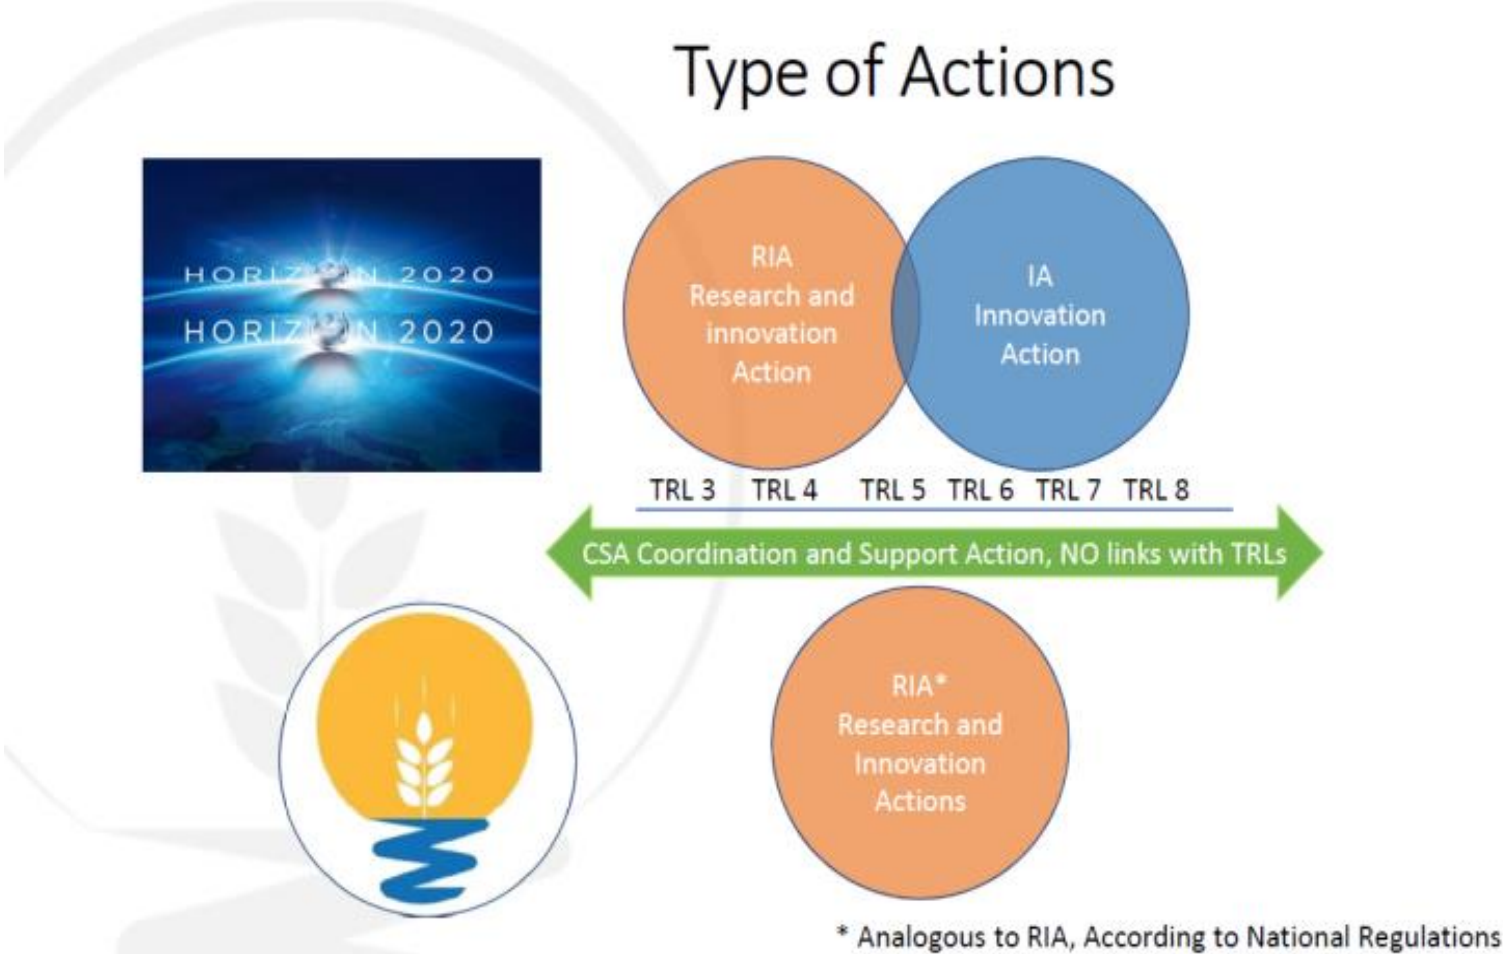 Type of Actions
HORIZON 2020
HORIZON 2020
RIA
Research and
innovation
Action
IA
Innovation
Action
TRL 3 TRL 4 TRL 5 TRL 6 TRL 7 TRL 8
CSA Coordination and Support Action, NO links with TRLs
RIA*
Research and
Innovation
Actions
* Analogous to RIA, According to National Regulations